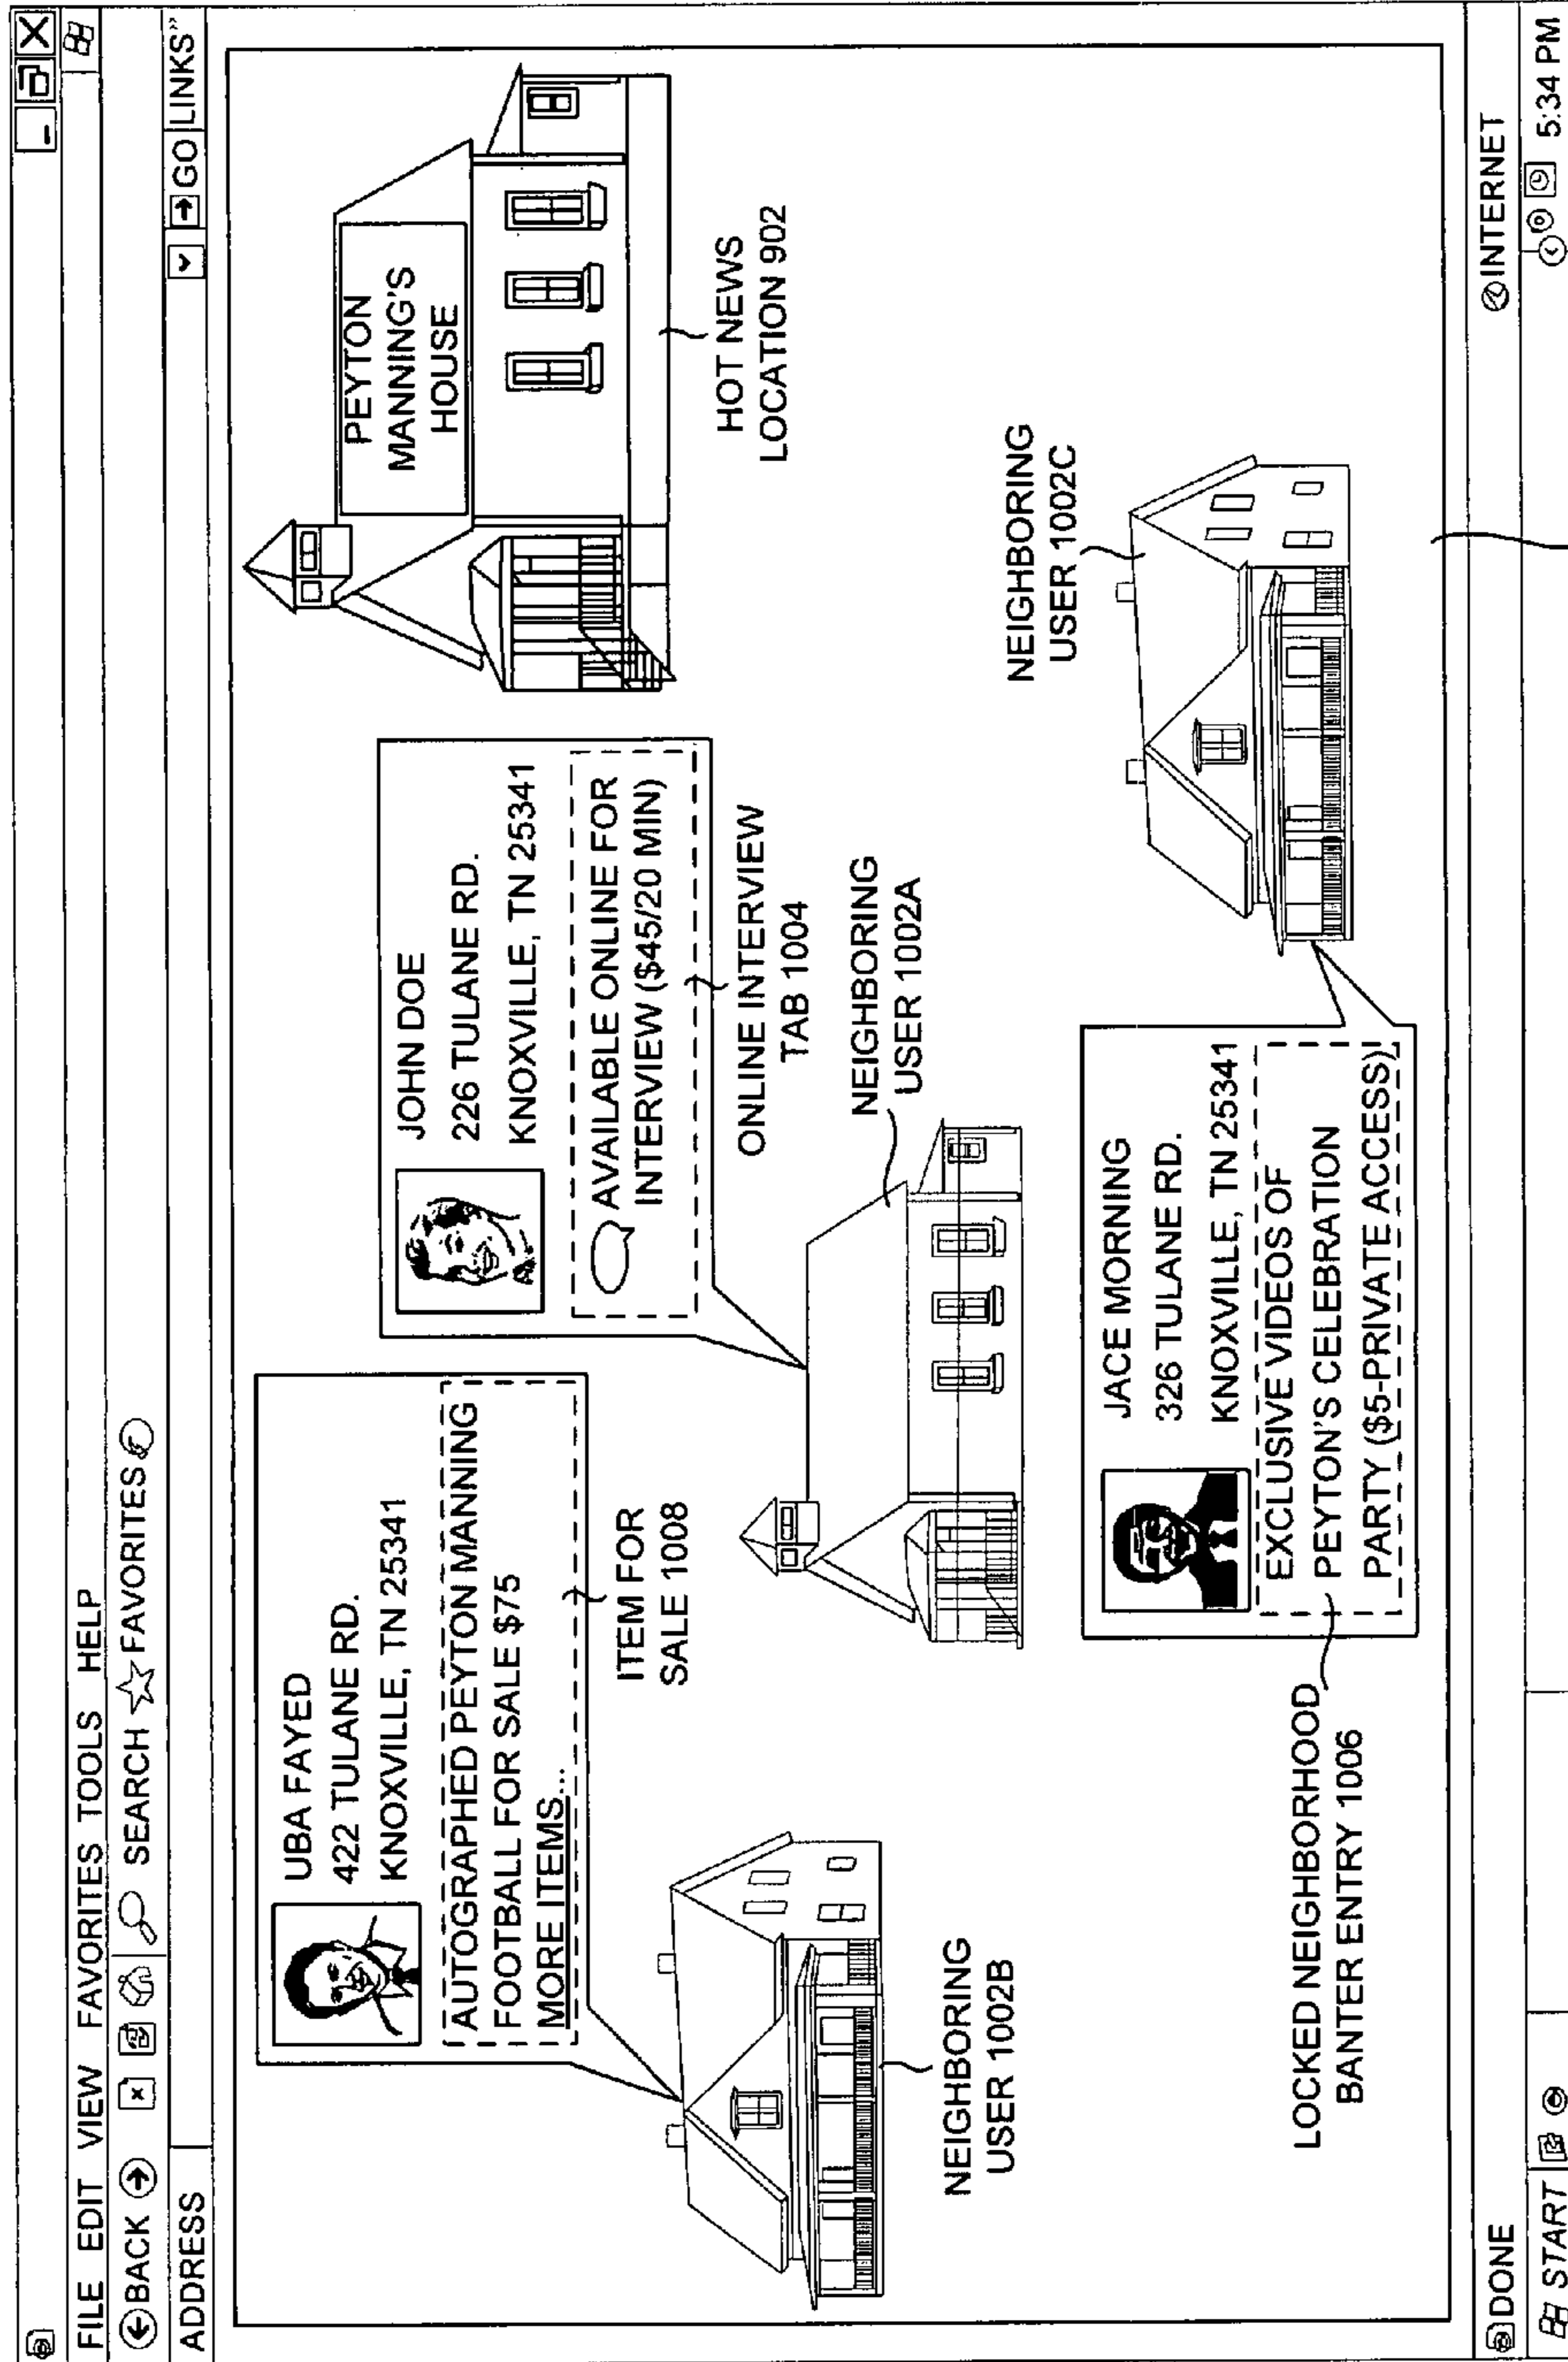 FILE EDIT VIEW FAVORITES TOOLS HELP
BACK SEARCH FAVORITES
ADDRESS GO LINKS”
UBA FAYED
422 TULANE RD.
KNOXVILLE, TN 25341
AUTOGRAPHED PEYTON MANNING
FOOTBALL FOR SALE $75
MORE ITEMS...
ITEM FOR
SALE 1008
NEIGHBORING
USER 1002B
JOHN DOE
226 TULANE RD.
KNOXVILLE, TN 25341
AVAILABLE ONLINE FOR
INTERVIEW ($45/20 MIN)
ONLINE INTERVIEW
TAB 1004
NEIGHBORING
USER 1002A
PEYTON
MANNING'S
HOUSE
HOT NEWS
LOCATION 902
LOCKED NEIGHBORHOOD
BANTER ENTRY 1006
JACE MORNING
326 TULANE RD.
KNOXVILLE, TN 25341
EXCLUSIVE VIDEOS OF
PEYTON'S CELEBRATION
PARTY ($5-PRIVATE ACCESS)
NEIGHBORING
USER 1002C
DONE INTERNET
START 5:34 PM